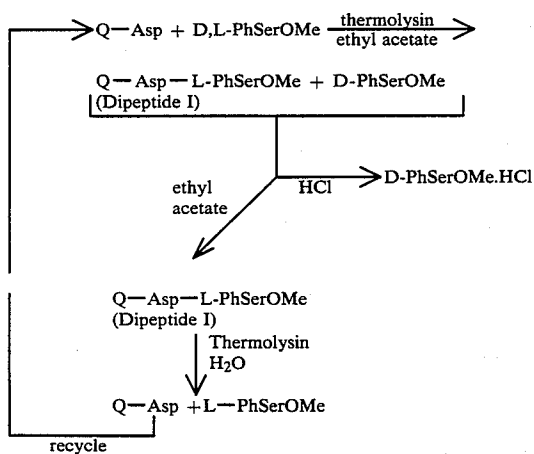 Q—Asp + D,L-PhSerOMe thermolysin
ethyl acetate
Q—Asp—L-PhSerOMe + D-PhSerOMe
(Dipeptide I)
ethyl
acetate
HCl
D-PhSerOMe.HCl
Q—Asp—L-PhSerOMe
(Dipeptide I)
Thermolysin
H₂O
Q—Asp +L—PhSerOMe
recycle